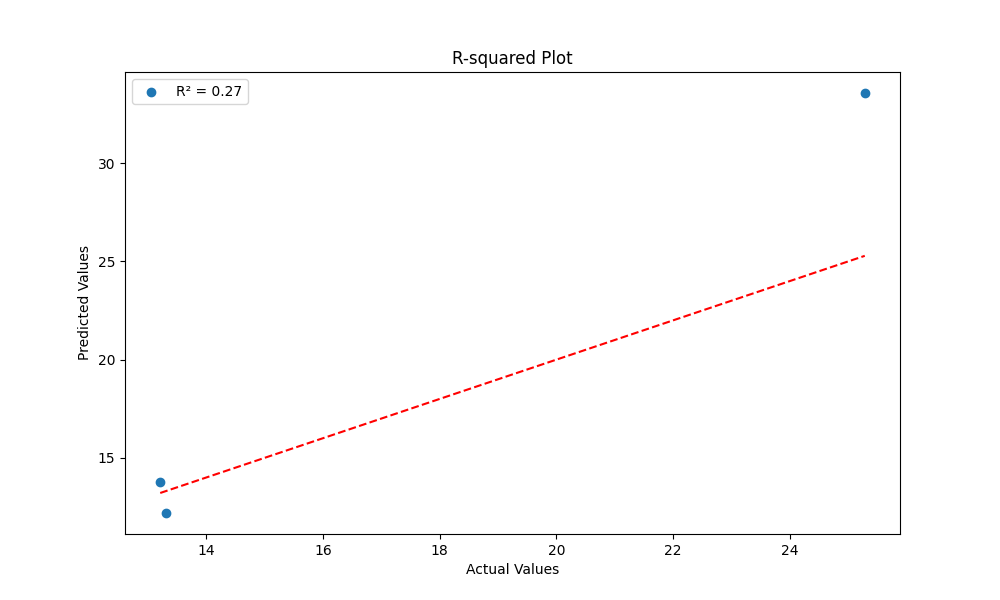 R-squared Plot
R² = 0.27
30
25
20
15
Predicted Values
14 16 18 20 22 24
Actual Values